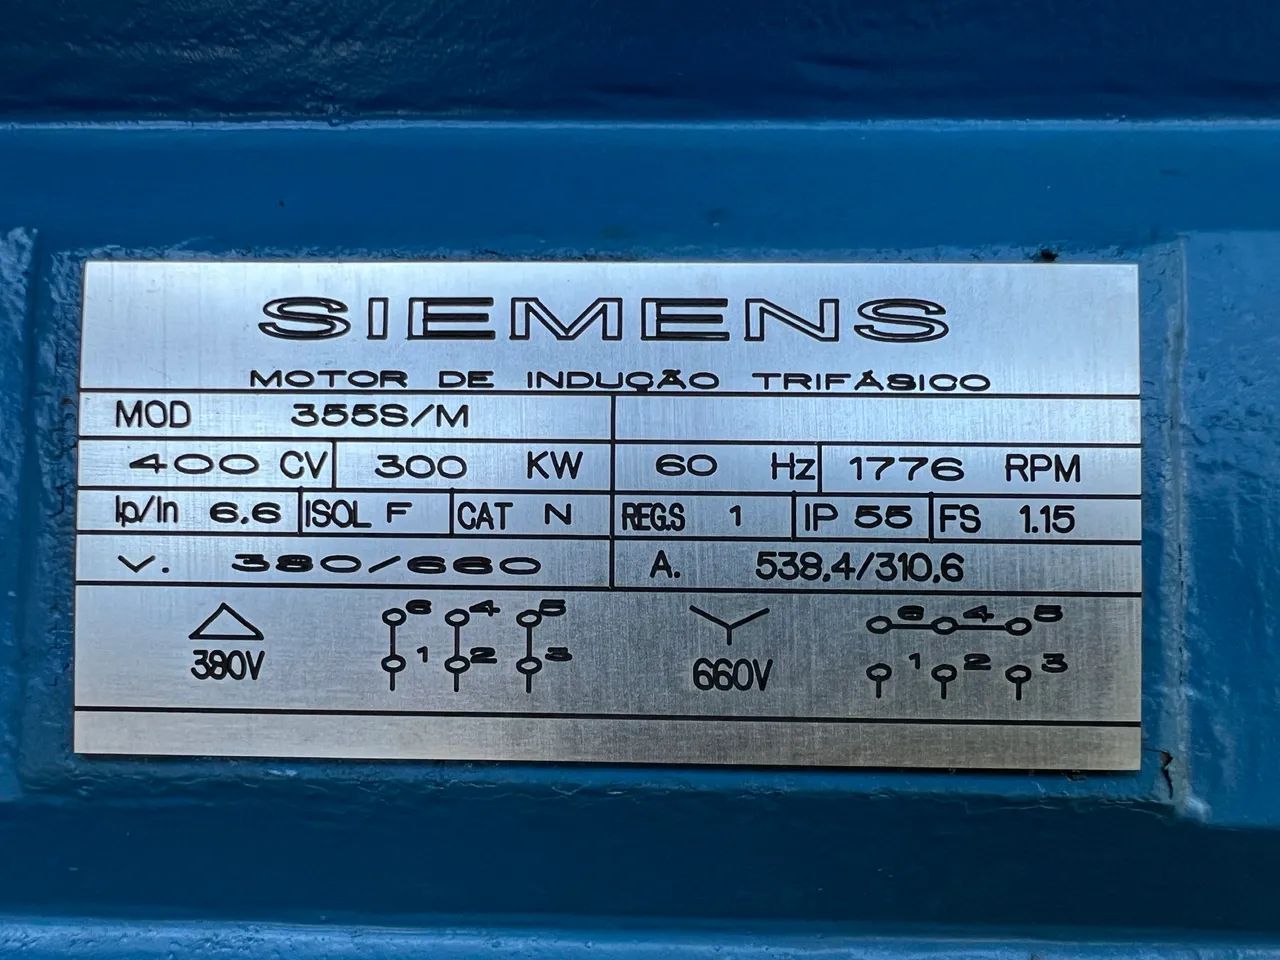 SIEMENS
MOTOR DE INDUÇÃO TRIFÁSICO
MOD 355S/M
400 CV 300 KW 60 Hz 1776 RPM
Ip/In 6.6 ISOL F CAT N REG.S 1 IP 55 FS 1.15
V. 380/660 A. 538.4/310.6
6 4 5 6 4 5
380V 1 2 3 660V 1 2 3